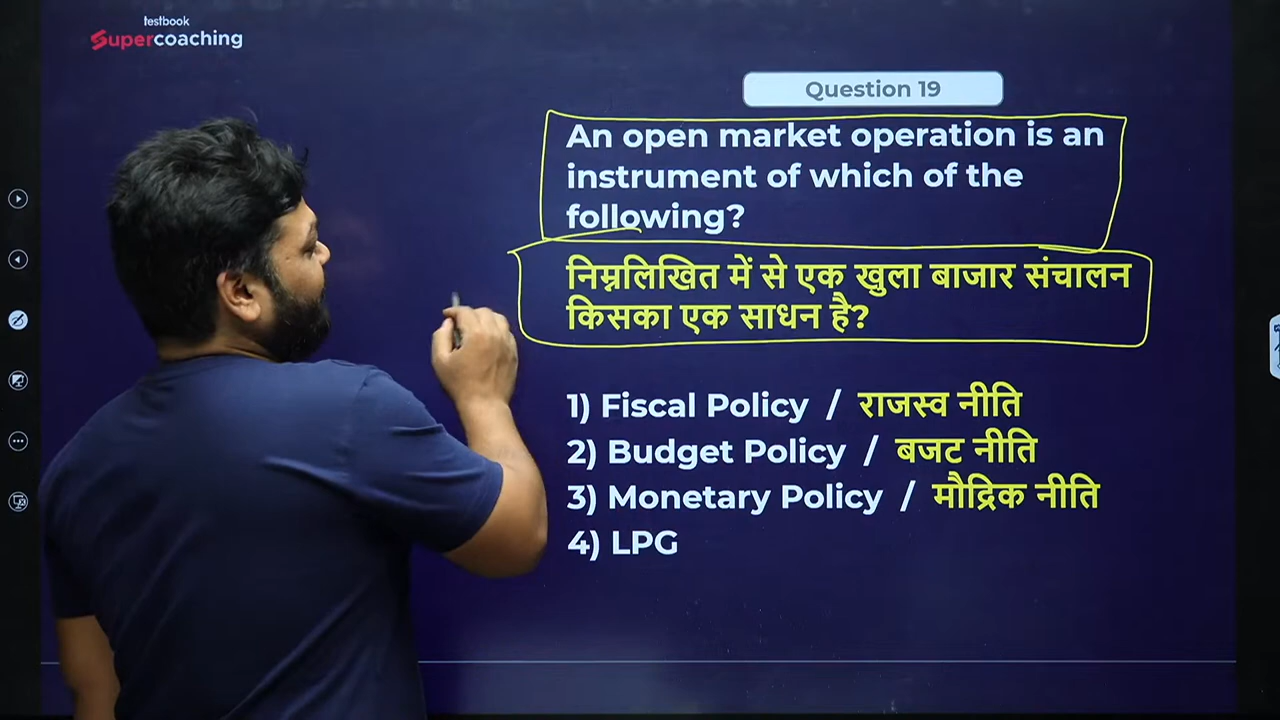 testbook
Supercoaching
Question 19
An open market operation is an
instrument of which of the
following?
निम्नलिखित में से एक खुला बाजार संचालन
किसका एक साधन है?
1) Fiscal Policy / राजस्व नीति
2) Budget Policy / बजट नीति
3) Monetary Policy / मौद्रिक नीति
4) LPG